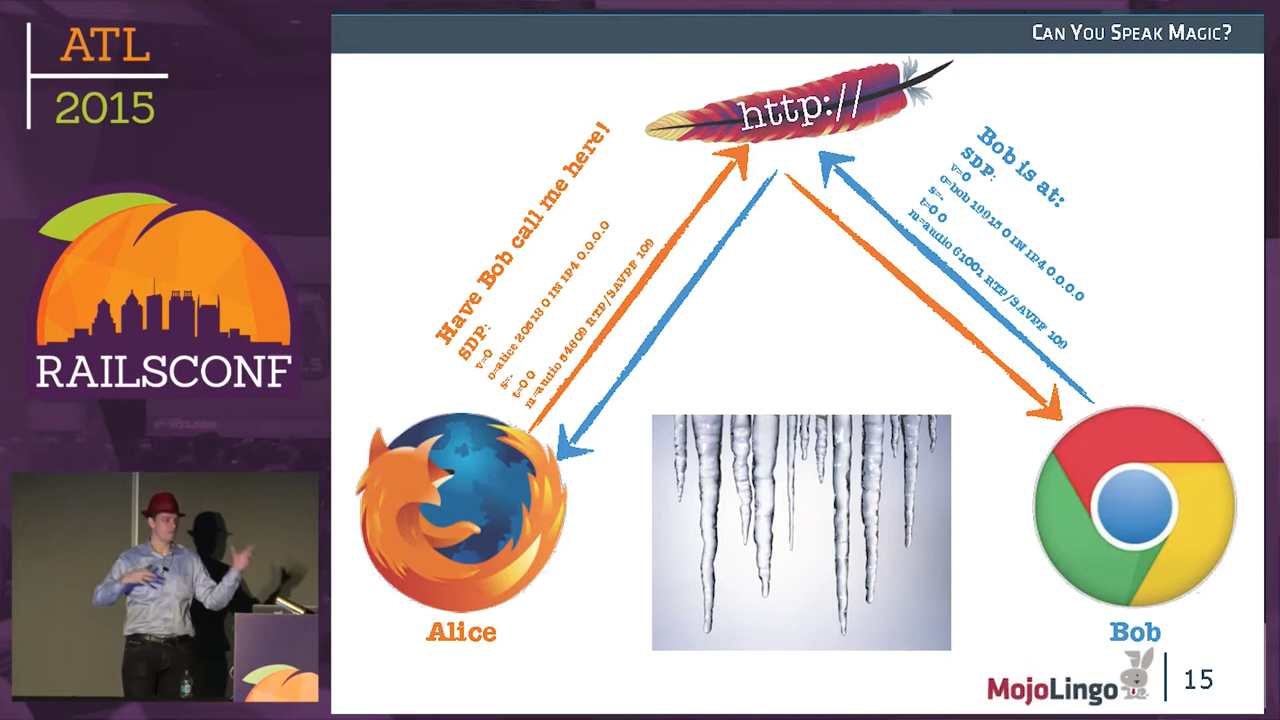 ATL
2015
RAILSCONF
CAN YOU SPEAK MAGIC?
http://
Have Bob call me here!
SDP:
v=0
o=alice 20518 0 IN IP4 0.0.0.0
s=-
t=0 0
m=audio 54609 RTP/SAVPF 109
Bob is at:
SDP:
v=0
o=bob 19915 0 IN IP4 0.0.0.0
s=-
t=0 0
m=audio 61001 RTP/SAVPF 109
Alice
Bob
MojoLingo
15